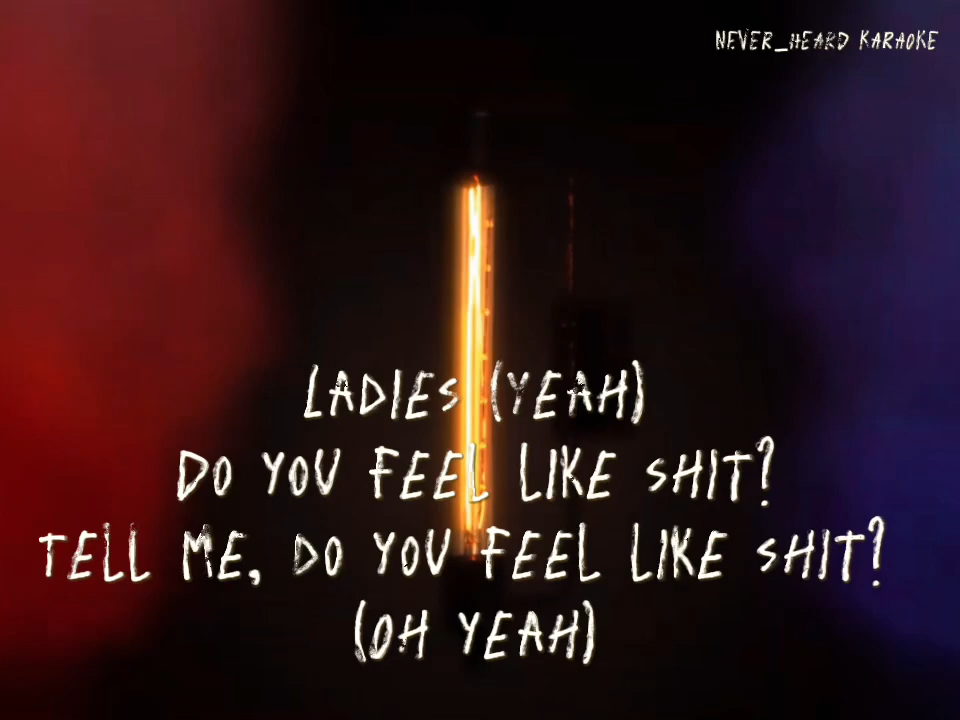 NEVER_HEARD KARAOKE
LADIES (YEAH)
DO YOU FEEL LIKE SHIT?
TELL ME, DO YOU FEEL LIKE SHIT?
(OH YEAH)